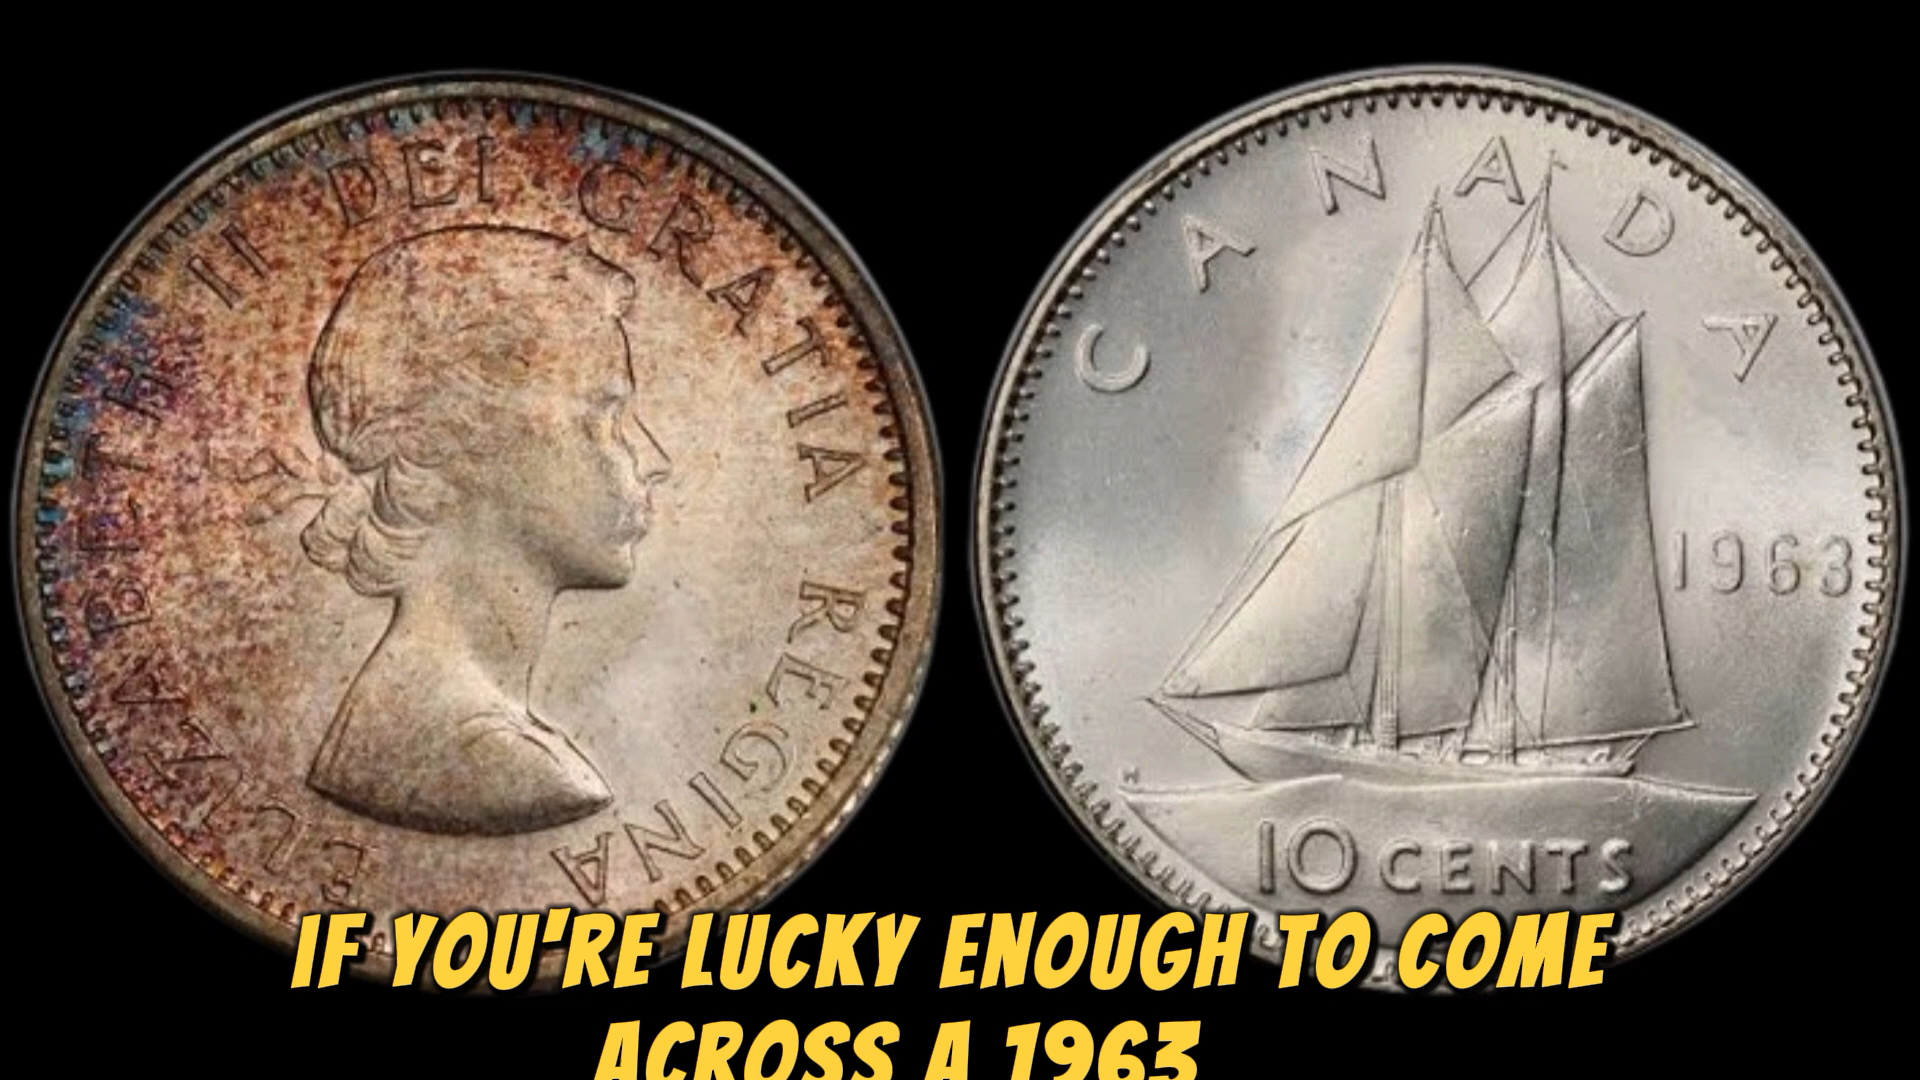 ELIZABETH II DEI GRATIA REGINA
CANADA
1963
H
10 CENTS
IF YOU'RE LUCKY ENOUGH TO COME
ACROSS A 1963